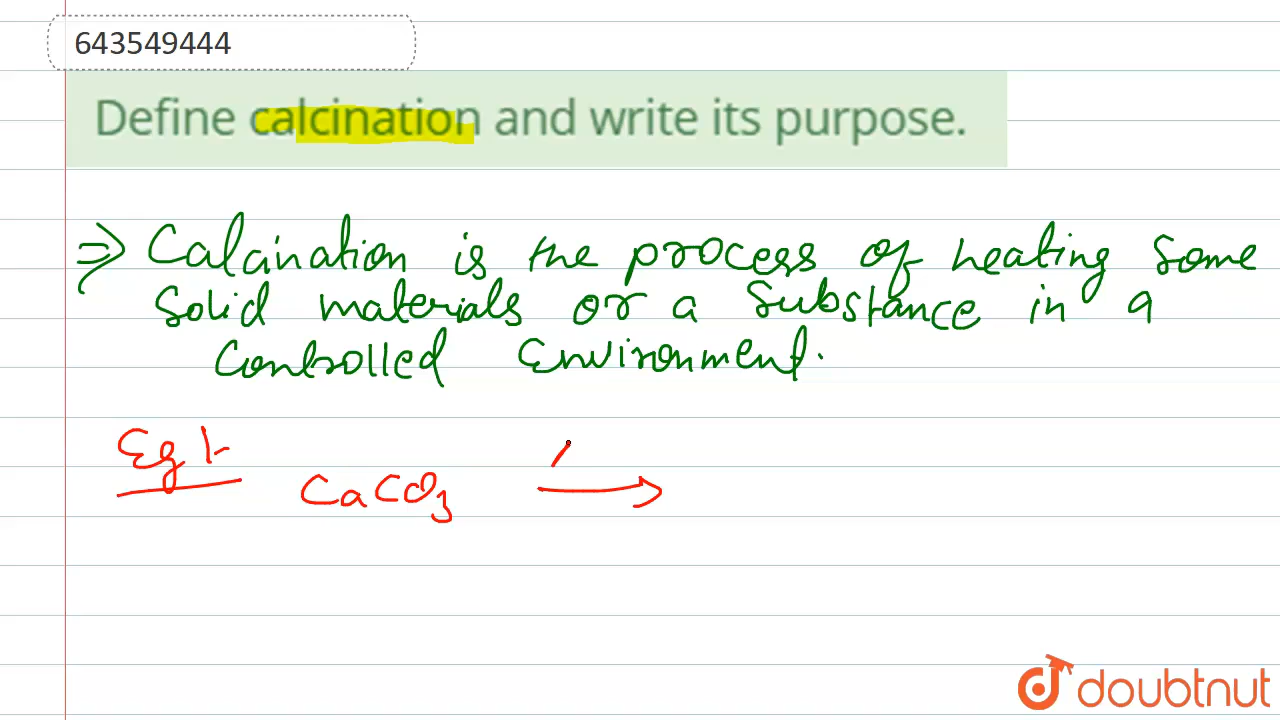 643549444
Define calcination and write its purpose.
⇒ Calcination is the process of heating some
Solid materials or a Substance in a
Controlled Environment.
Eg:-
CaCO3 →
doubtnut